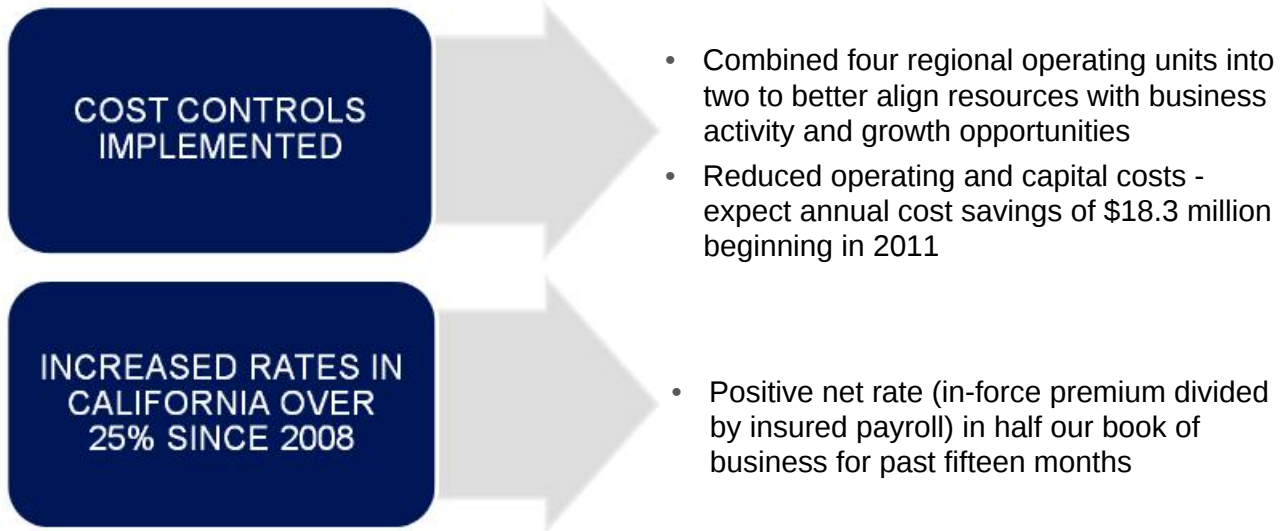 COST CONTROLS
IMPLEMENTED
• Combined four regional operating units into
two to better align resources with business
activity and growth opportunities
• Reduced operating and capital costs -
expect annual cost savings of $18.3 million
beginning in 2011
INCREASED RATES IN
CALIFORNIA OVER
25% SINCE 2008
• Positive net rate (in-force premium divided
by insured payroll) in half our book of
business for past fifteen months